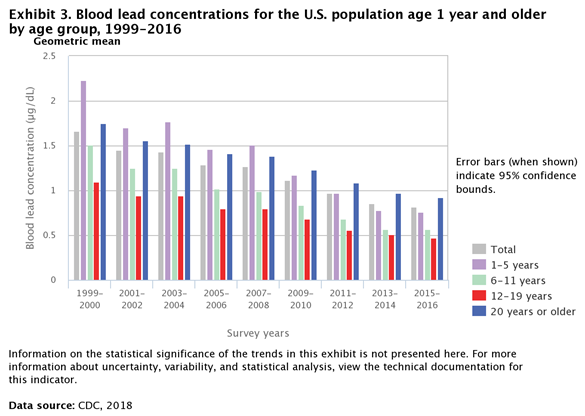 Exhibit 3. Blood lead concentrations for the U.S. population age 1 year and older
by age group, 1999–2016
Geometric mean
2.5
2
1.5
1
0.5
0
Blood lead concentration (µg/dL)
1999–
2000
2001–
2002
2003–
2004
2005–
2006
2007–
2008
2009–
2010
2011–
2012
2013–
2014
2015–
2016
Survey years
Error bars (when shown)
indicate 95% confidence
bounds.
Total
1–5 years
6–11 years
12–19 years
20 years or older
Information on the statistical significance of the trends in this exhibit is not presented here. For more
information about uncertainty, variability, and statistical analysis, view the technical documentation for
this indicator.
Data source: CDC, 2018